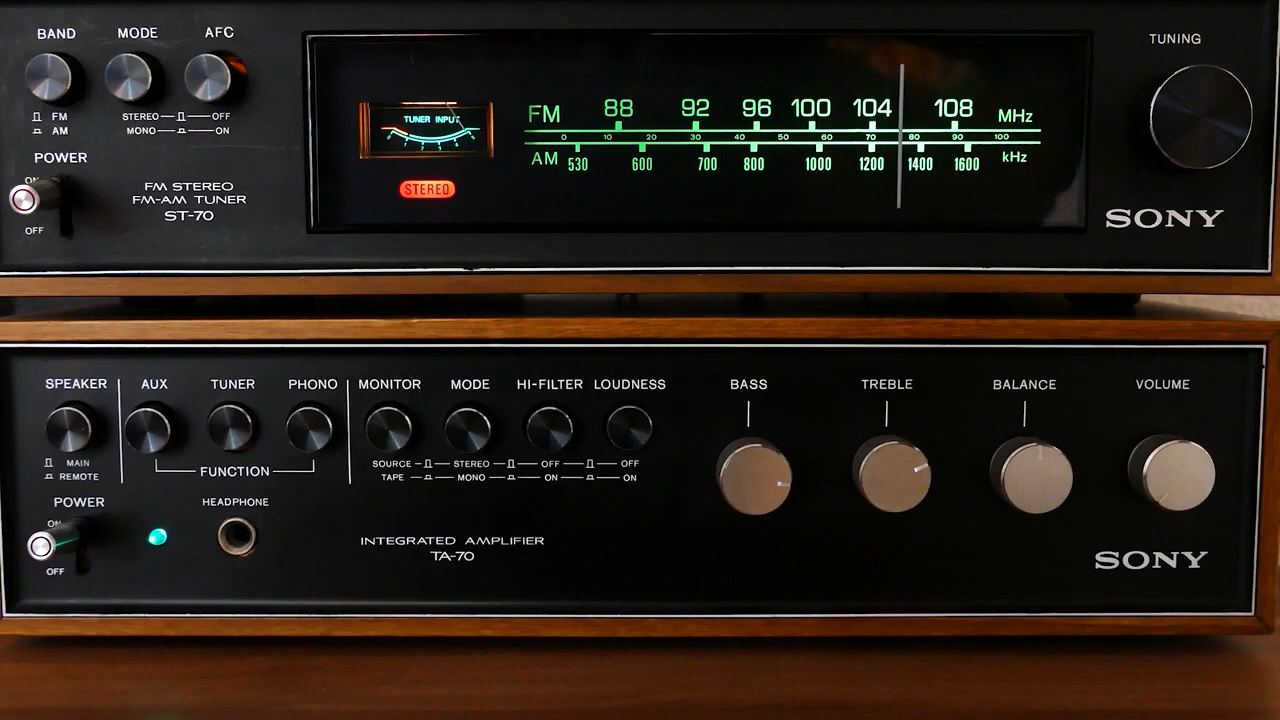 BAND MODE AFC
TUNING
FM 88 92 96 100 104 108 MHz
TUNER INPUT
FM STEREO OFF
AM MONO ON
0 10 20 30 40 50 60 70 80 90 100
AM 530 600 700 800 1000 1200 1400 1600 kHz
POWER
ON
OFF
FM STEREO
FM-AM TUNER
ST-70
STEREO
SONY
SPEAKER AUX TUNER PHONO MONITOR MODE HI-FILTER LOUDNESS BASS TREBLE BALANCE VOLUME
MAIN SOURCE STEREO OFF OFF
REMOTE FUNCTION TAPE MONO ON ON
POWER HEADPHONE
ON
OFF
INTEGRATED AMPLIFIER
TA-70
SONY